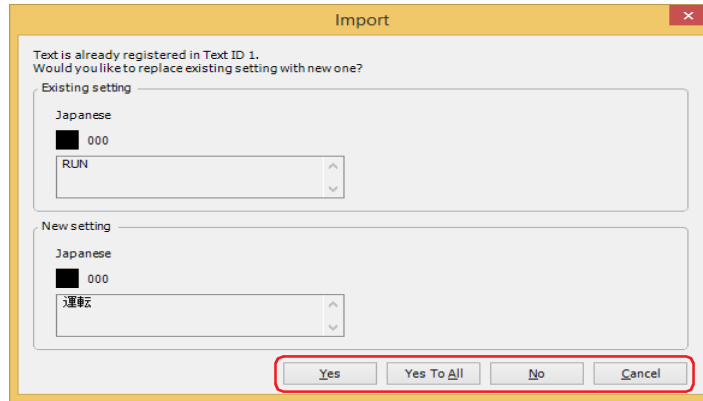 Import
Text is already registered in Text ID 1.
Would you like to replace existing setting with new one?
Existing setting
Japanese
000
RUN
New setting
Japanese
000
運転
Yes
Yes To All
No
Cancel